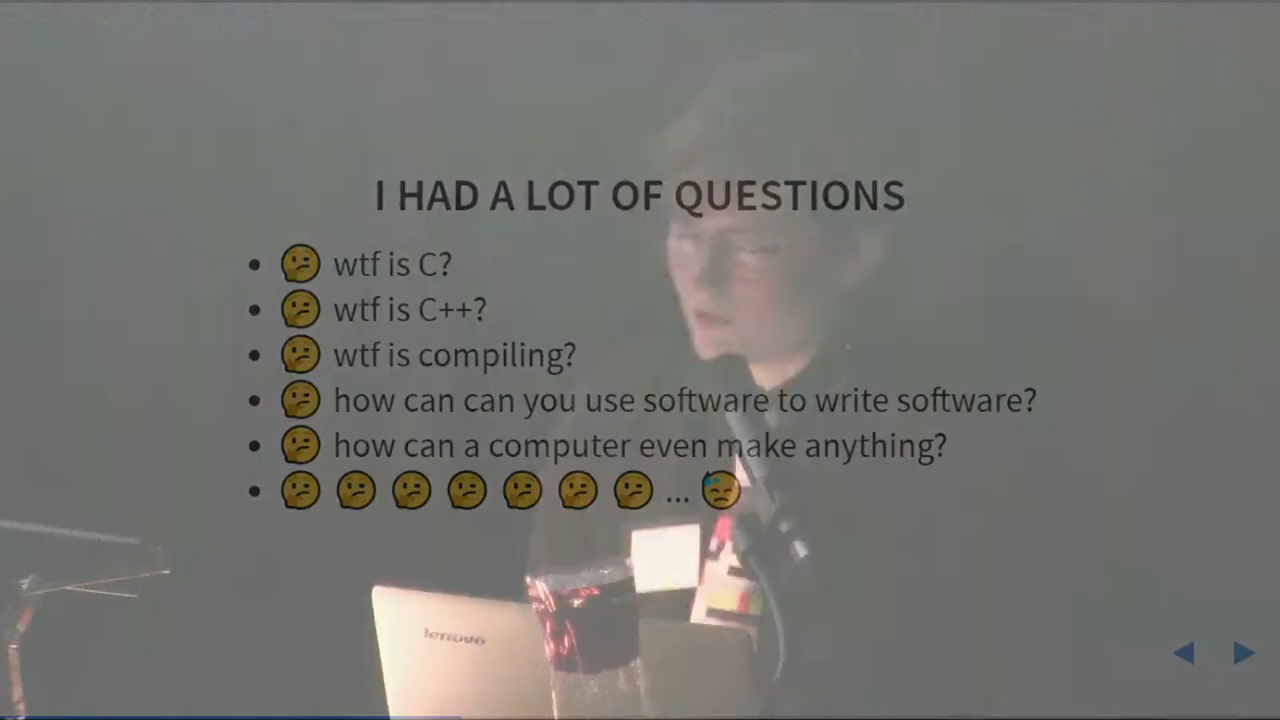 I HAD A LOT OF QUESTIONS
wtf is C?
wtf is C++?
wtf is compiling?
how can can you use software to write software?
how can a computer even make anything?
...
lenovo